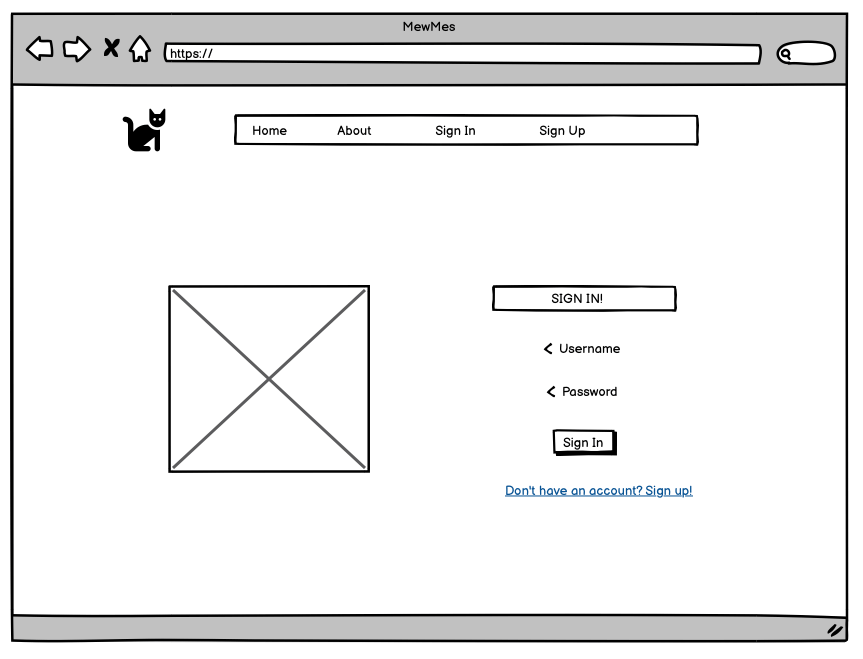 MewMes
https://
Home About Sign In Sign Up
SIGN IN!
Username
Password
Sign In
Don't have an account? Sign up!